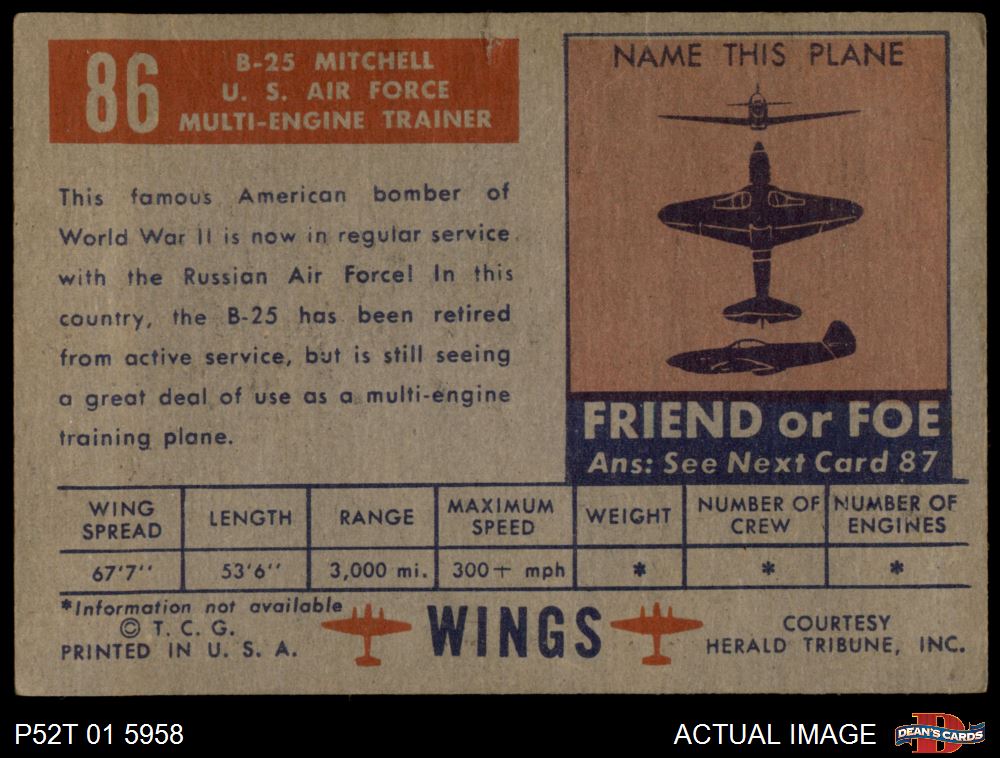 86
B-25 MITCHELL
U. S. AIR FORCE
MULTI-ENGINE TRAINER
This famous American bomber of
World War II is now in regular service
with the Russian Air Force! In this
country, the B-25 has been retired
from active service, but is still seeing
a great deal of use as a multi-engine
training plane.
NAME THIS PLANE
FRIEND or FOE
Ans: See Next Card 87
WING SPREAD LENGTH RANGE MAXIMUM SPEED WEIGHT NUMBER OF CREW NUMBER OF ENGINES
67'7'' 53'6'' 3,000 mi. 300+ mph * * *
*Information not available
© T. C. G.
PRINTED IN U. S. A.
WINGS
COURTESY
HERALD TRIBUNE, INC.
P52T 01 5958
ACTUAL IMAGE
DEAN'S CARDS